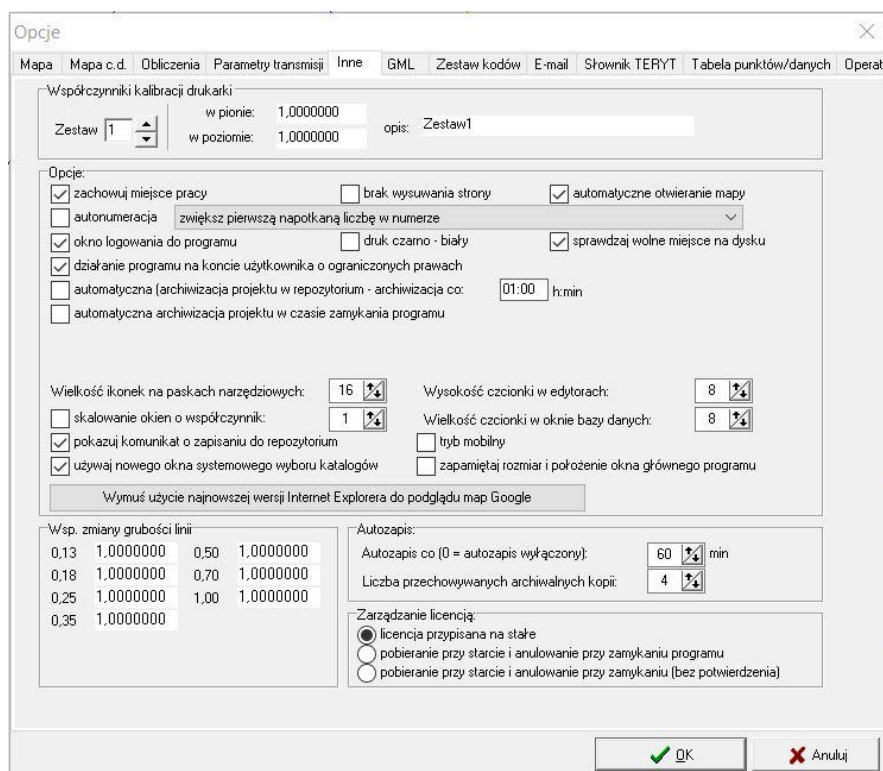 Opcje
Mapa Mapa c.d. Obliczenia Parametry transmisji Inne GML Zestaw kodów E-mail Słownik TERYT Tabela punktów/danych Operat
Współczynniki kalibracji drukarki
Zestaw 1 w pionie: 1,0000000 opis: Zestaw1
w poziomie: 1,0000000
Opcje:
zachowuj miejsce pracy brak wysuwania strony automatyczne otwieranie mapy
autonumeracja zwiększ pierwszą napotkaną liczbę w numerze
okno logowania do programu druk czarno - biały sprawdzaj wolne miejsce na dysku
działanie programu na koncie użytkownika o ograniczonych prawach
automatyczna (archiwizacja projektu w repozytorium - archiwizacja co: 01:00 h:min
automatyczna archiwizacja projektu w czasie zamykania programu
Wielkość ikonek na paskach narzędziowych: 16 Wysokość czcionki w edytorach: 8
skalowanie okien o współczynnik: 1 Wielkość czcionki w oknie bazy danych: 8
pokazuj komunikat o zapisaniu do repozytorium tryb mobilny
używaj nowego okna systemowego wyboru katalogów zapamiętaj rozmiar i położenie okna głównego programu
Wymuś użycie najnowszej wersji Internet Explorera do podglądu map Google
Wsp. zmiany grubości linii
0,13 1,0000000 0,50 1,0000000
0,18 1,0000000 0,70 1,0000000
0,25 1,0000000 1,00 1,0000000
0,35 1,0000000
Autozapis:
Autozapis co (0 = autozapis wyłączony): 60 min
Liczba przechowywanych archiwalnych kopii: 4
Zarządzanie licencją:
licencja przypisana na stałe
pobieranie przy starcie i anulowanie przy zamykaniu programu
pobieranie przy starcie i anulowanie przy zamykaniu (bez potwierdzenia)
OK Anuluj